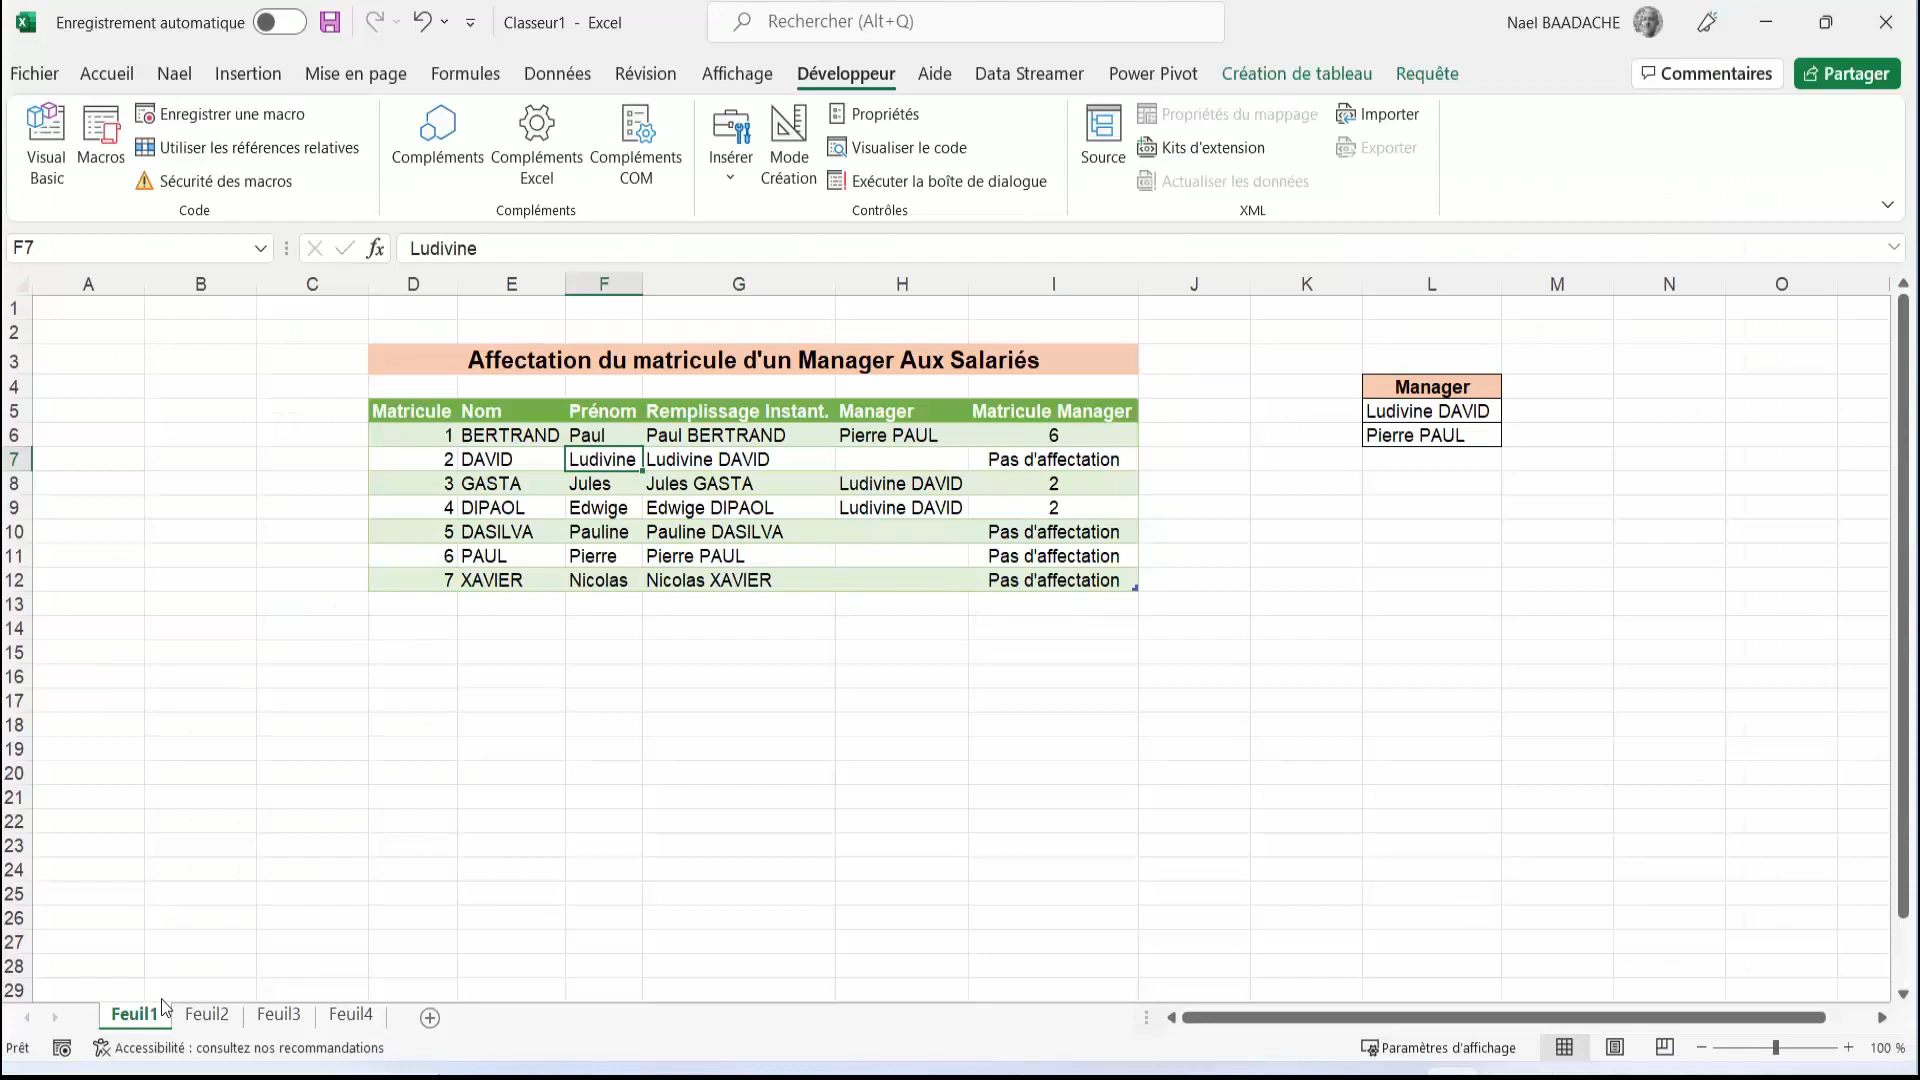 Enregistrement automatique
Classeur1 - Excel
Rechercher (Alt+Q)
Nael BAADACHE
Fichier Accueil Nael Insertion Mise en page Formules Données Révision Affichage Développeur Aide Data Streamer Power Pivot Création de tableau Requête Commentaires Partager
Visual Basic
Macros
Enregistrer une macro
Utiliser les références relatives
Sécurité des macros
Code
Compléments
Compléments Excel
Compléments COM
Compléments
Insérer
Mode Création
Propriétés
Visualiser le code
Exécuter la boîte de dialogue
Contrôles
Source
Propriétés du mappage
Kits d'extension
Actualiser les données
Importer
Exporter
XML
F7
fx
Ludivine
A B C D E F G H I J K L M N O
1
2
3 Affectation du matricule d'un Manager Aux Salariés
4 Manager
5 Matricule Nom Prénom Remplissage Instant. Manager Matricule Manager Ludivine DAVID
6 1 BERTRAND Paul Paul BERTRAND Pierre PAUL 6 Pierre PAUL
7 2 DAVID Ludivine Ludivine DAVID Pas d'affectation
8 3 GASTA Jules Jules GASTA Ludivine DAVID 2
9 4 DIPAOL Edwige Edwige DIPAOL Ludivine DAVID 2
10 5 DASILVA Pauline Pauline DASILVA Pas d'affectation
11 6 PAUL Pierre Pierre PAUL Pas d'affectation
12 7 XAVIER Nicolas Nicolas XAVIER Pas d'affectation
13
14
15
16
17
18
19
20
21
22
23
24
25
26
27
28
29
Feuil1 Feuil2 Feuil3 Feuil4
Prêt
Accessibilité : consultez nos recommandations
Paramètres d'affichage
100 %